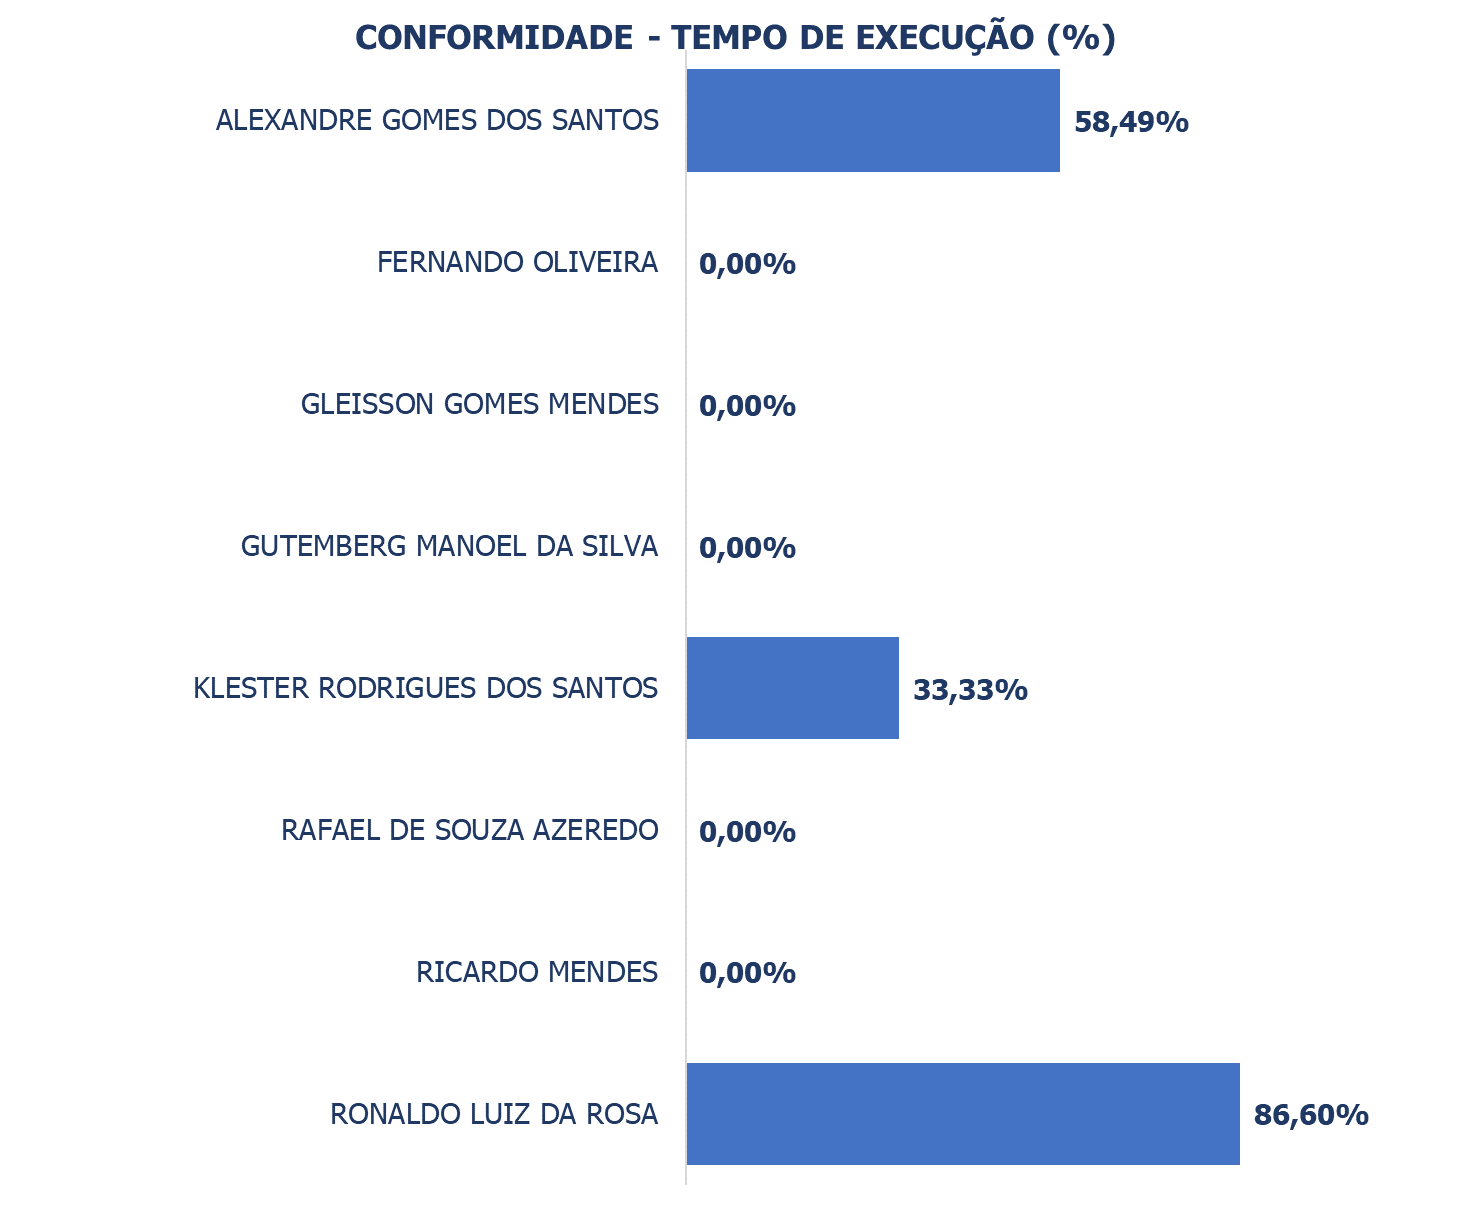 CONFORMIDADE - TEMPO DE EXECUÇÃO (%)
ALEXANDRE GOMES DOS SANTOS 58,49%
FERNANDO OLIVEIRA 0,00%
GLEISSON GOMES MENDES 0,00%
GUTEMBERG MANOEL DA SILVA 0,00%
KLESTER RODRIGUES DOS SANTOS 33,33%
RAFAEL DE SOUZA AZEREDO 0,00%
RICARDO MENDES 0,00%
RONALDO LUIZ DA ROSA 86,60%